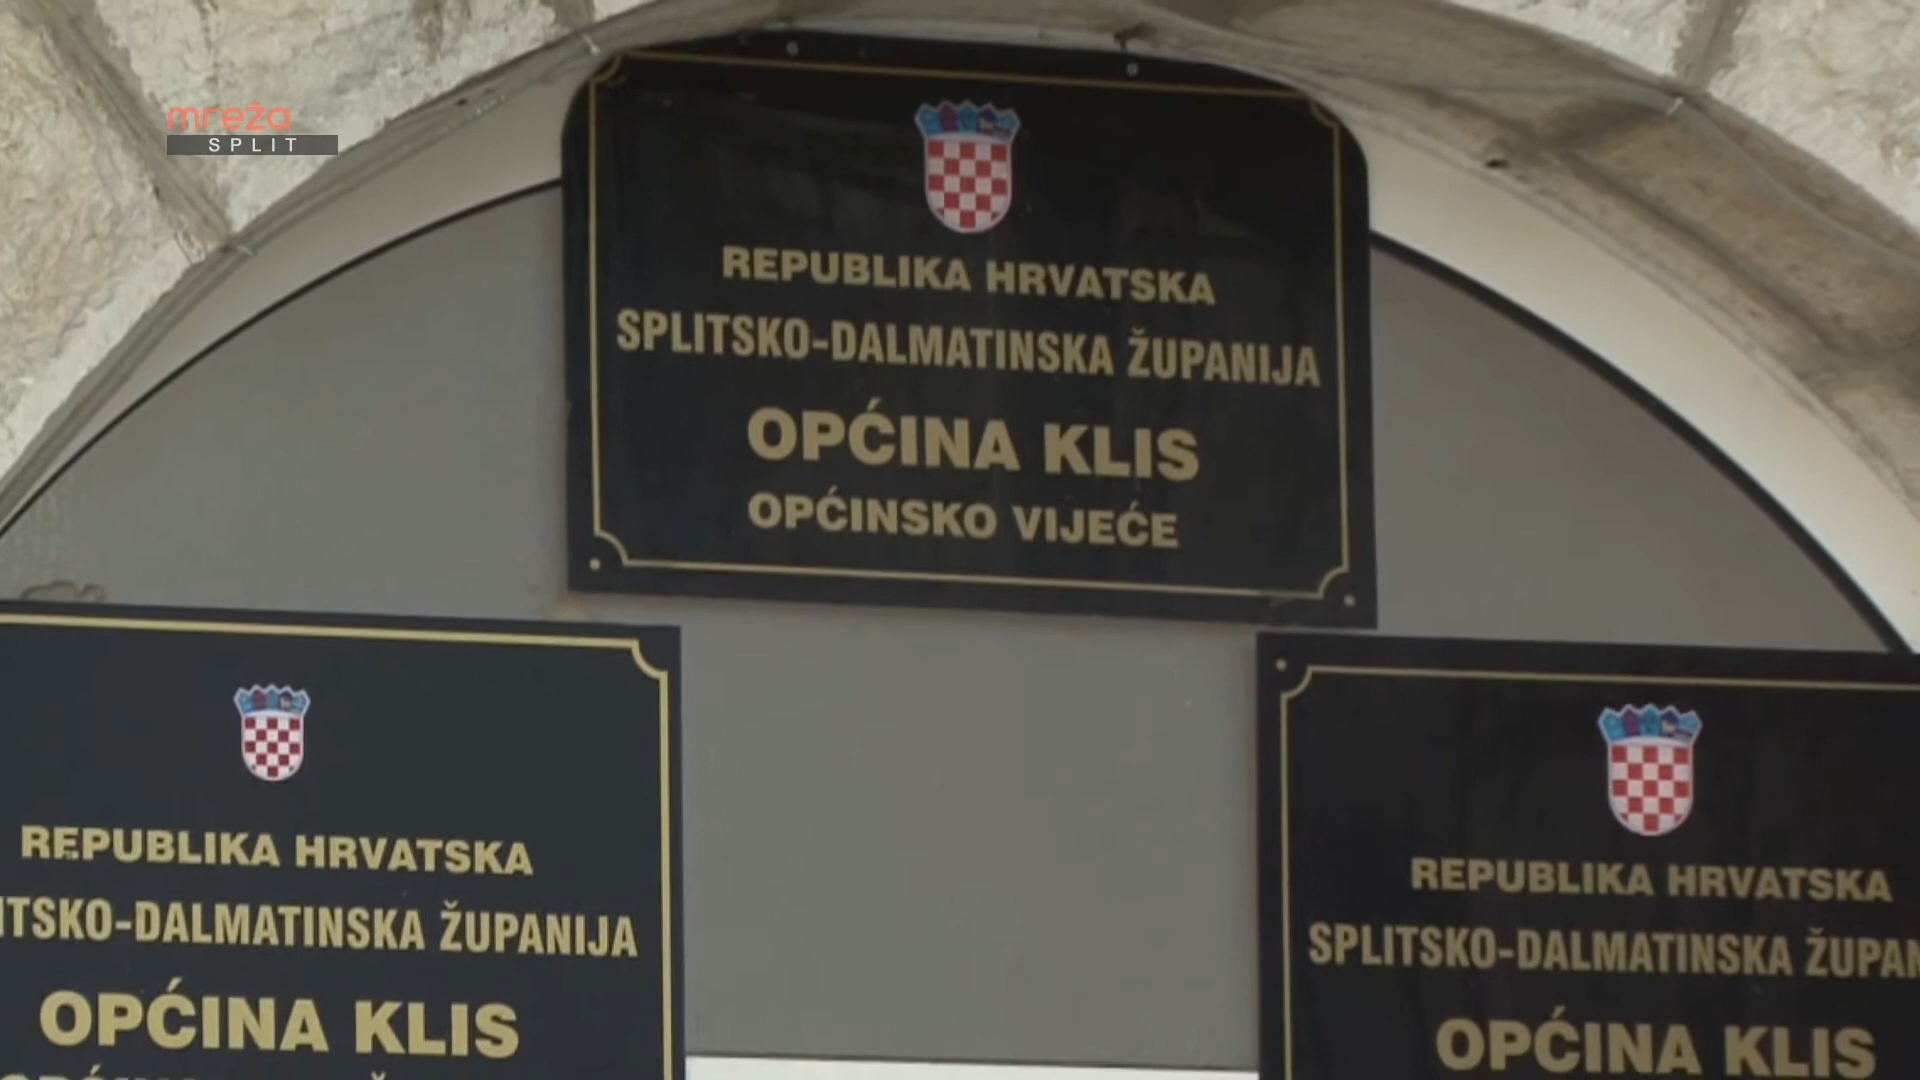 mreža
SPLIT
REPUBLIKA HRVATSKA
SPLITSKO-DALMATINSKA ŽUPANIJA
OPĆINA KLIS
OPĆINSKO VIJEĆE
REPUBLIKA HRVATSKA
ITSKO-DALMATINSKA ŽUPANIJA
OPĆINA KLIS
REPUBLIKA HRVATSKA
SPLITSKO-DALMATINSKA ŽUPAN
OPĆINA KLIS